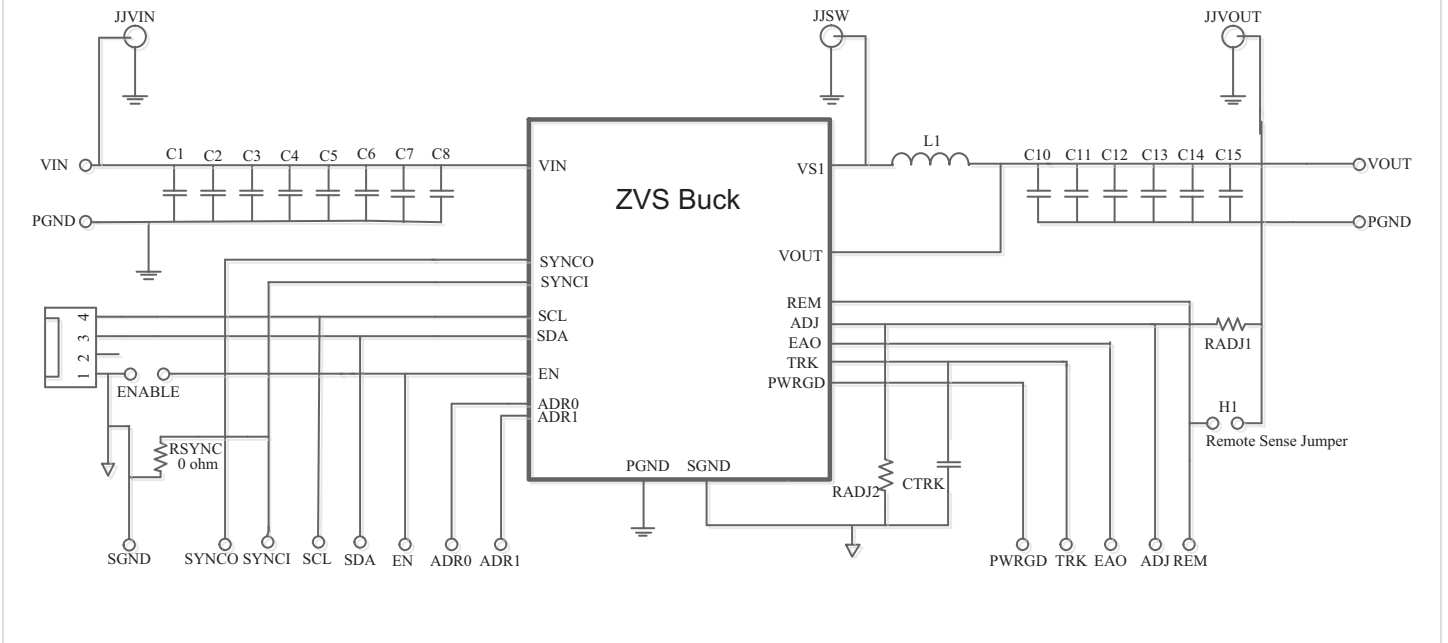 JJVIN
JJSW
JJVOUT
VIN
C1 C2 C3 C4 C5 C6 C7 C8
VIN
ZVS Buck
VS1
L1
C10 C11 C12 C13 C14 C15
VOUT
PGND
PGND
VOUT
SYNCO
SYNCI
SCL
SDA
EN
ADR0
ADR1
REM
ADJ
EAO
TRK
PWRGD
PGND SGND
4
3
2
1
ENABLE
RSYNC
0 ohm
RADJ1
H1
Remote Sense Jumper
RADJ2
CTRK
SGND SYNCO SYNCI SCL SDA EN ADR0 ADR1
PWRGD TRK EAO ADJ REM